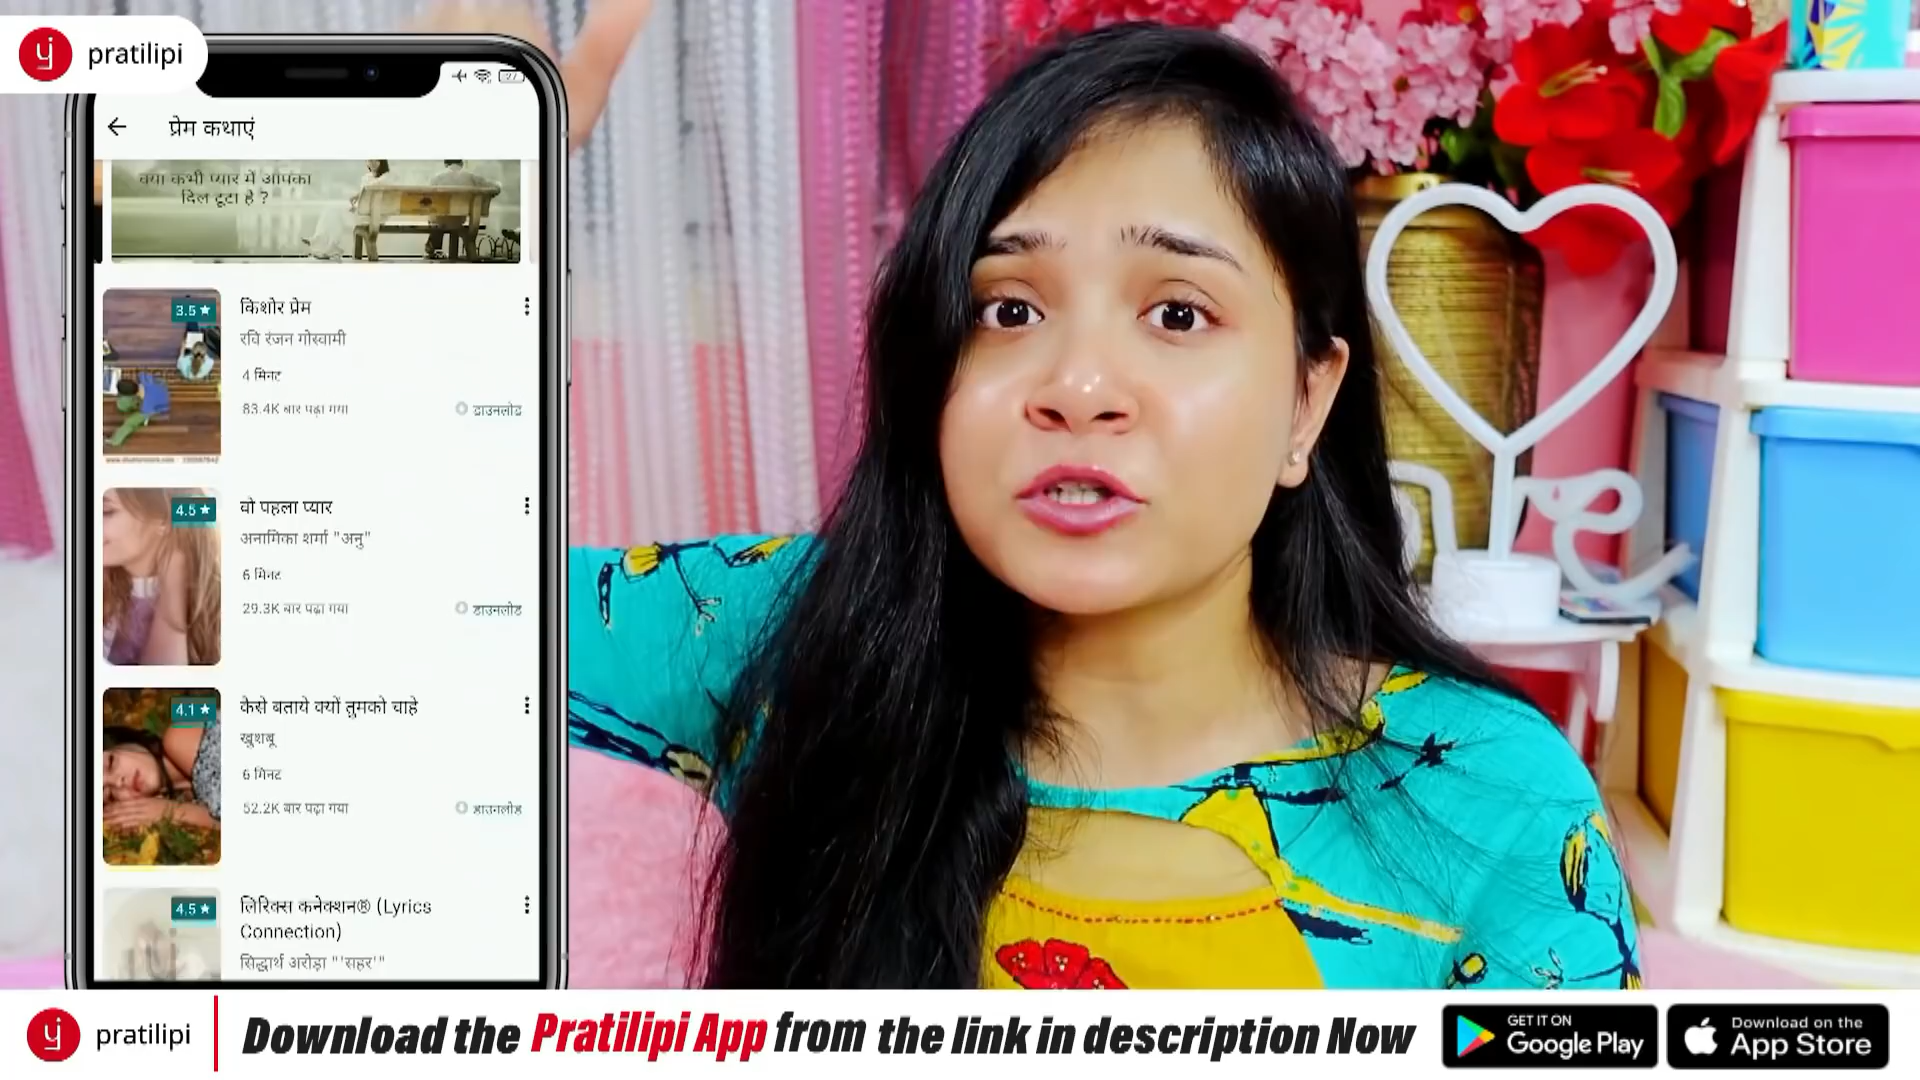 pratilipi
प्रेम कथाएं
क्या कभी प्यार में आपका
दिल टूटा है ?
3.5 ★
किशोर प्रेम
रवि रंजन गोस्वामी
4 मिनट
83.4K बार पढ़ा गया
डाउनलोड
4.5 ★
वो पहला प्यार
अनामिका शर्मा "अनु"
6 मिनट
29.3K बार पढ़ा गया
डाउनलोड
4.1 ★
कैसे बताये क्यों तुमको चाहे
खुशबू
6 मिनट
52.2K बार पढ़ा गया
डाउनलोड
4.5 ★
लिरिक्स कनेक्शन® (Lyrics
Connection)
सिद्धार्थ अरोड़ा "'सहर'"
pratilipi
Download the Pratilipi App from the link in description Now
GET IT ON
Google Play
Download on the
App Store